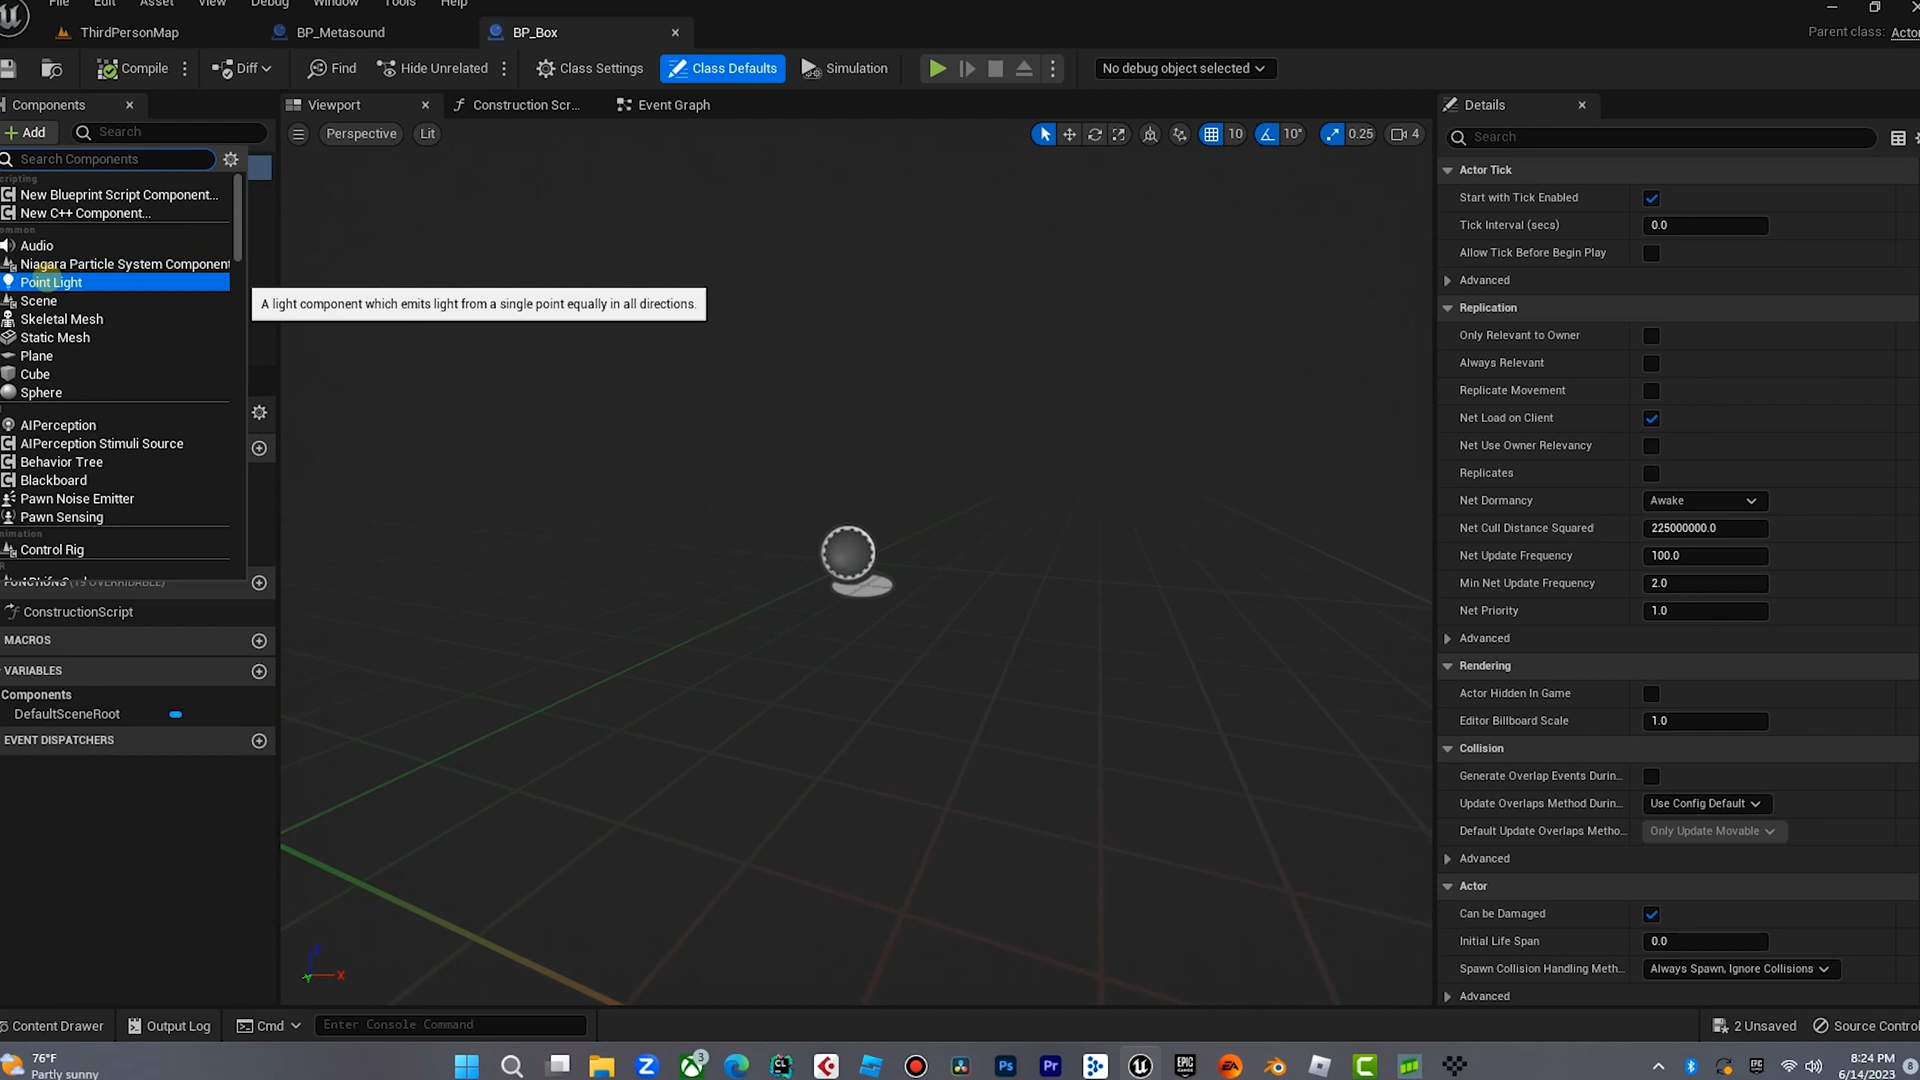 File Edit Asset View Debug Window Tools Help
ThirdPersonMap BP_Metasound BP_Box
Parent class: Actor
Compile Diff Find Hide Unrelated Class Settings Class Defaults Simulation No debug object selected
Components Viewport Construction Scr... Event Graph Details
Add Search
Perspective Lit 10 10° 0.25 4
Search
Search Components
New Blueprint Script Component...
New C++ Component...
Audio
Niagara Particle System Component
Point Light
Scene
Skeletal Mesh
Static Mesh
Plane
Cube
Sphere
AIPerception
AIPerception Stimuli Source
Behavior Tree
Blackboard
Pawn Noise Emitter
Pawn Sensing
Control Rig
A light component which emits light from a single point equally in all directions.
ConstructionScript
MACROS
VARIABLES
Components
DefaultSceneRoot
EVENT DISPATCHERS
X
Actor Tick
Start with Tick Enabled
Tick Interval (secs) 0.0
Allow Tick Before Begin Play
Advanced
Replication
Only Relevant to Owner
Always Relevant
Replicate Movement
Net Load on Client
Net Use Owner Relevancy
Replicates
Net Dormancy Awake
Net Cull Distance Squared 225000000.0
Net Update Frequency 100.0
Min Net Update Frequency 2.0
Net Priority 1.0
Advanced
Rendering
Actor Hidden In Game
Editor Billboard Scale 1.0
Collision
Generate Overlap Events Durin...
Update Overlaps Method Durin... Use Config Default
Default Update Overlaps Metho... Only Update Movable
Advanced
Actor
Can be Damaged
Initial Life Span 0.0
Spawn Collision Handling Meth... Always Spawn, Ignore Collisions
Advanced
Content Drawer Output Log Cmd Enter Console Command 2 Unsaved Source Control
76°F
Partly sunny
3
Ps Pr EPIC GAMES EA
8:24 PM
6/14/2023
8